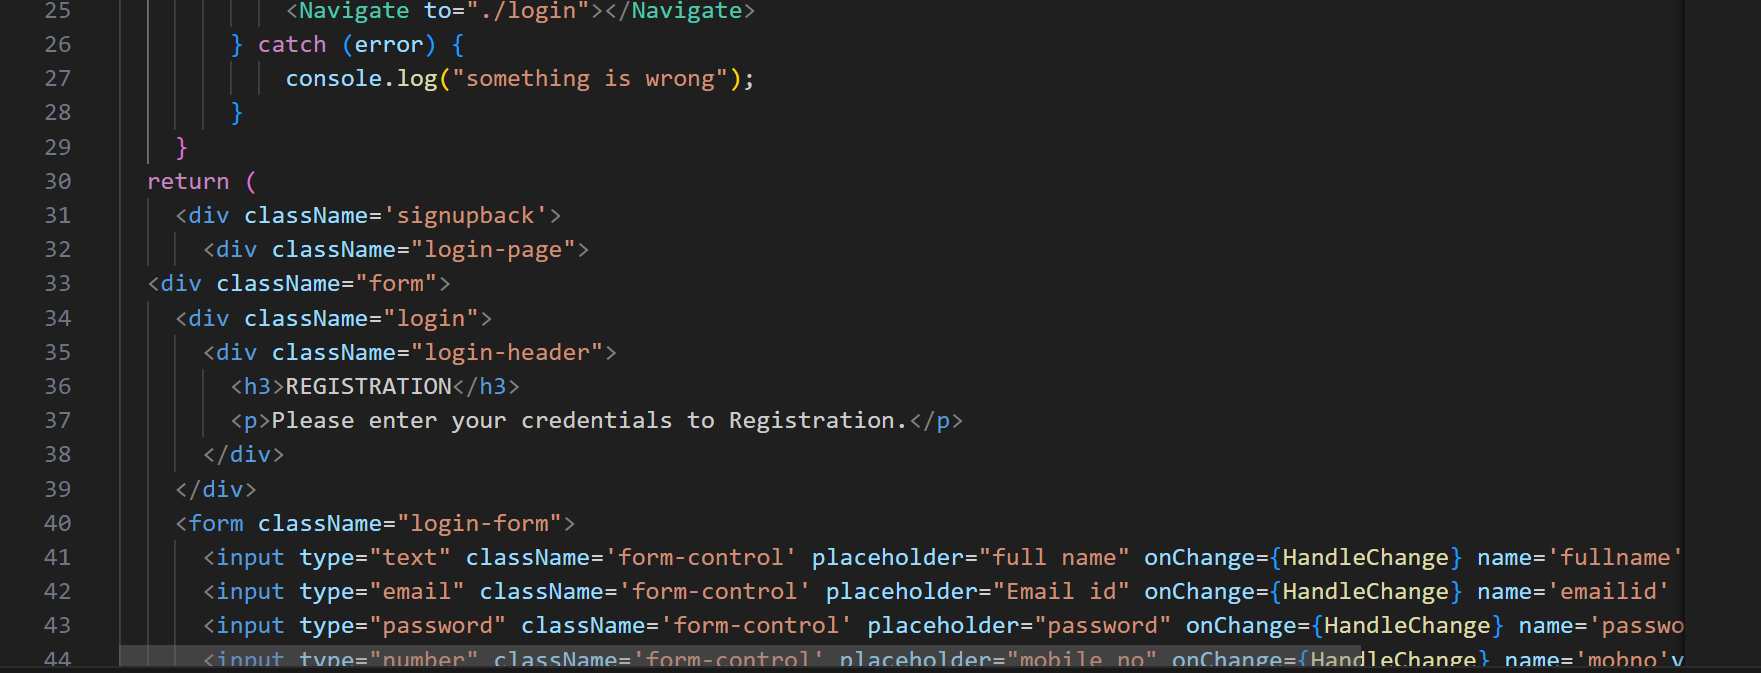 25 <Navigate to="./login"></Navigate>
26 } catch (error) {
27 console.log("something is wrong");
28 }
29 }
30 return (
31 <div className='signupback'>
32 <div className="login-page">
33 <div className="form">
34 <div className="login">
35 <div className="login-header">
36 <h3>REGISTRATION</h3>
37 <p>Please enter your credentials to Registration.</p>
38 </div>
39 </div>
40 <form className="login-form">
41 <input type="text" className='form-control' placeholder="full name" onChange={HandleChange} name='fullname'
42 <input type="email" className='form-control' placeholder="Email id" onChange={HandleChange} name='emailid'
43 <input type="password" className='form-control' placeholder="password" onChange={HandleChange} name='passwo
44 <input type="number" className='form-control' placeholder="mobile no" onChange={HandleChange} name='mobno'v